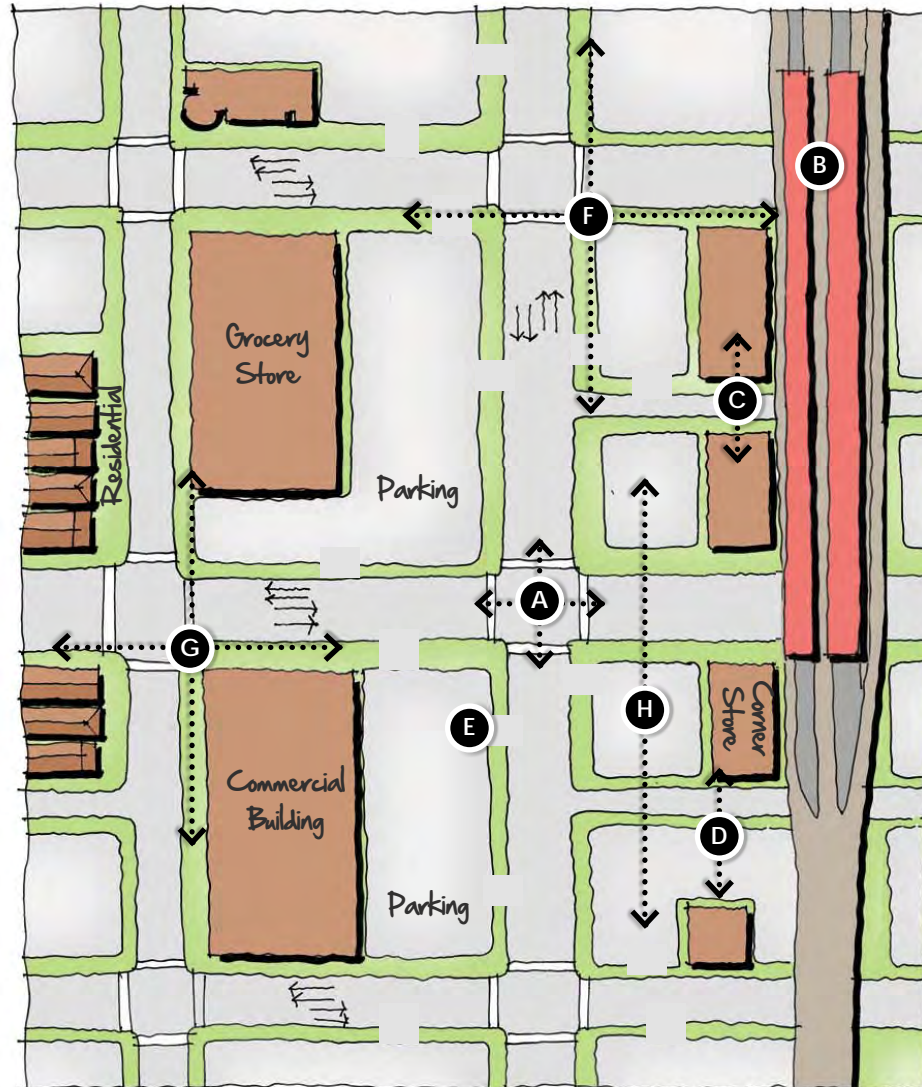 B
F
Grocery
Store
C
Residential
Parking
A
G
H
Corner
Store
E
Commercial
Building
D
Parking